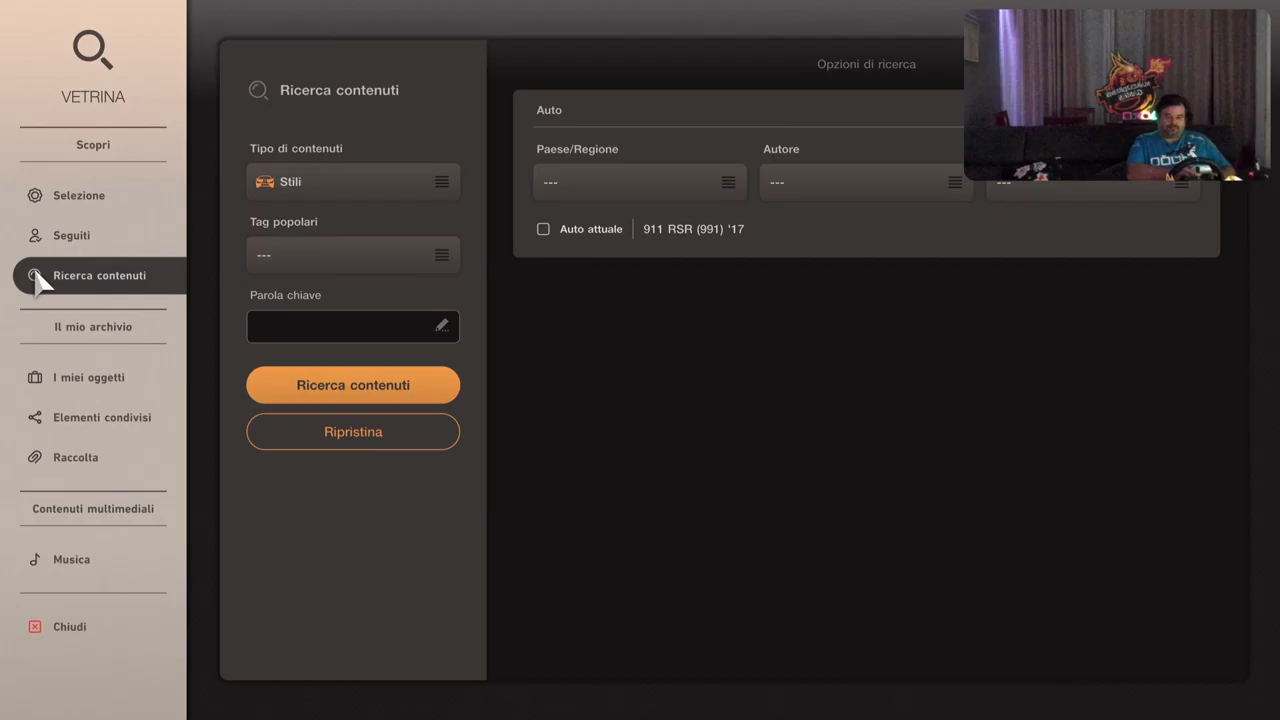 VETRINA
Scopri
Selezione
Seguiti
Ricerca contenuti
Il mio archivio
I miei oggetti
Elementi condivisi
Raccolta
Contenuti multimediali
Musica
Chiudi
Ricerca contenuti
Tipo di contenuti
Stili
Tag popolari
---
Parola chiave
Ricerca contenuti
Ripristina
Opzioni di ricerca
Auto
Paese/Regione
Autore
---
---
---
Auto attuale
911 RSR (991) '17